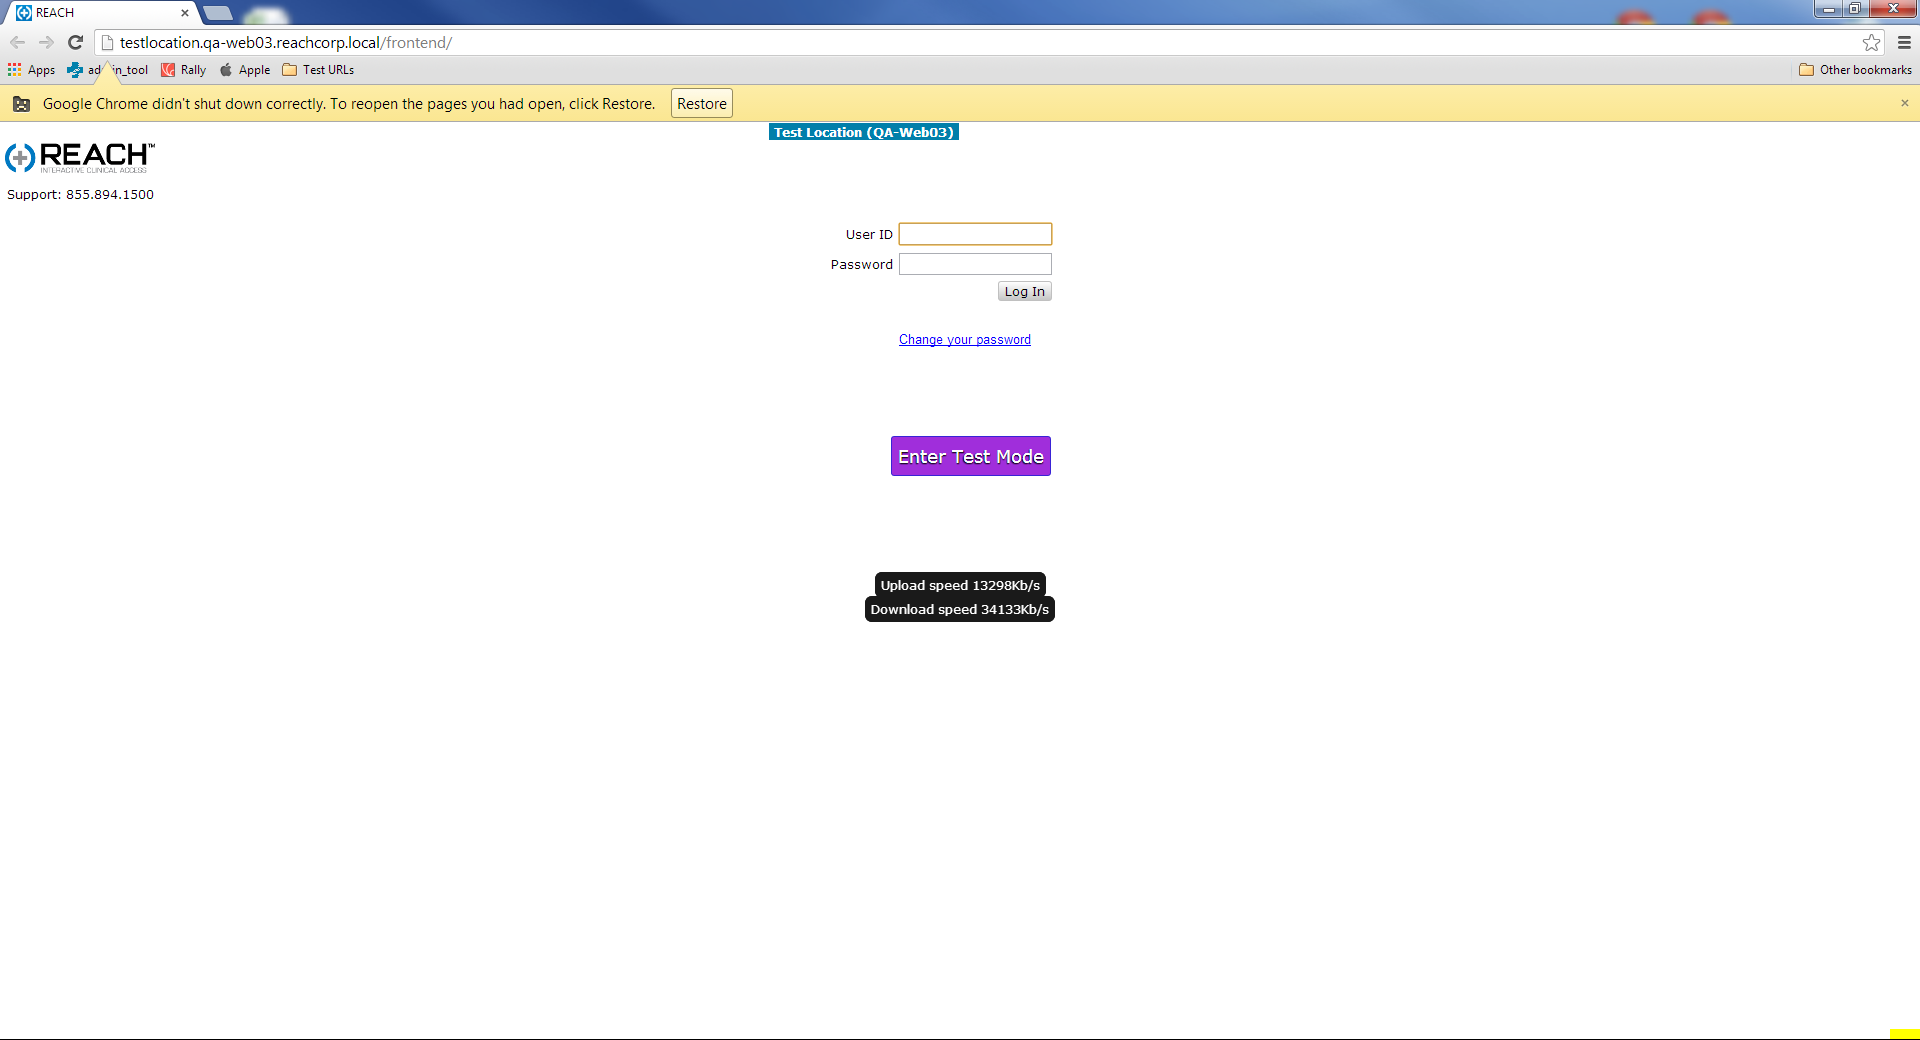 REACH
testlocation.qa-web03.reachcorp.local/frontend/
Apps
Rally
Apple
Test URLs
Other bookmarks
Google Chrome didn't shut down correctly. To reopen the pages you had open, click Restore.
Restore
Test Location (QA-Web03)
REACH™
INTERACTIVE CLINICAL ACCESS
Support: 855.894.1500
User ID
Password
Log In
Change your password
Enter Test Mode
Upload speed 13298Kb/s
Download speed 34133Kb/s